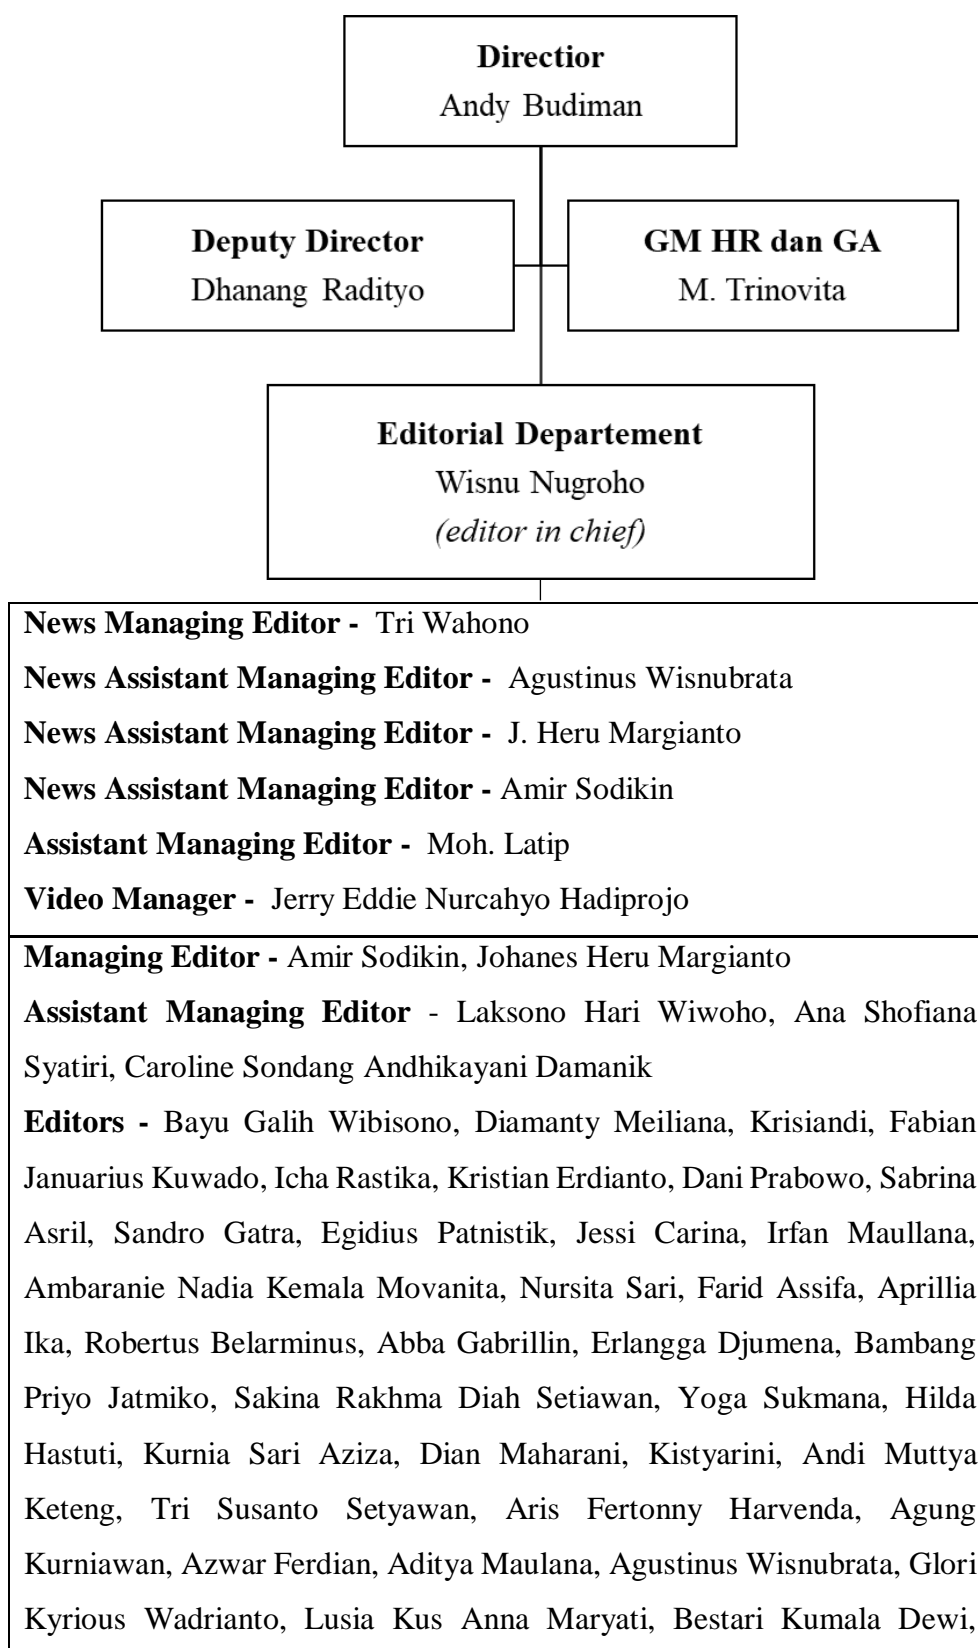 Directior
Andy Budiman
Deputy Director
Dhanang Radityo
GM HR dan GA
M. Trinovita
Editorial Departement
Wisnu Nugroho
(editor in chief)
News Managing Editor - Tri Wahono
News Assistant Managing Editor - Agustinus Wisnubrata
News Assistant Managing Editor - J. Heru Margianto
News Assistant Managing Editor - Amir Sodikin
Assistant Managing Editor - Moh. Latip
Video Manager - Jerry Eddie Nurcahyo Hadiprojo
Managing Editor - Amir Sodikin, Johanes Heru Margianto
Assistant Managing Editor - Laksono Hari Wiwoho, Ana Shofiana
Syatiri, Caroline Sondang Andhikayani Damanik
Editors - Bayu Galih Wibisono, Diamanty Meiliana, Krisiandi, Fabian
Januarius Kuwado, Icha Rastika, Kristian Erdianto, Dani Prabowo, Sabrina
Asril, Sandro Gatra, Egidius Patnistik, Jessi Carina, Irfan Maullana,
Ambaranie Nadia Kemala Movanita, Nursita Sari, Farid Assifa, Aprillia
Ika, Robertus Belarminus, Abba Gabrillin, Erlangga Djumena, Bambang
Priyo Jatmiko, Sakina Rakhma Diah Setiawan, Yoga Sukmana, Hilda
Hastuti, Kurnia Sari Aziza, Dian Maharani, Kistyarini, Andi Muttya
Keteng, Tri Susanto Setyawan, Aris Fertonny Harvenda, Agung
Kurniawan, Azwar Ferdian, Aditya Maulana, Agustinus Wisnubrata, Glori
Kyrious Wadrianto, Lusia Kus Anna Maryati, Bestari Kumala Dewi,